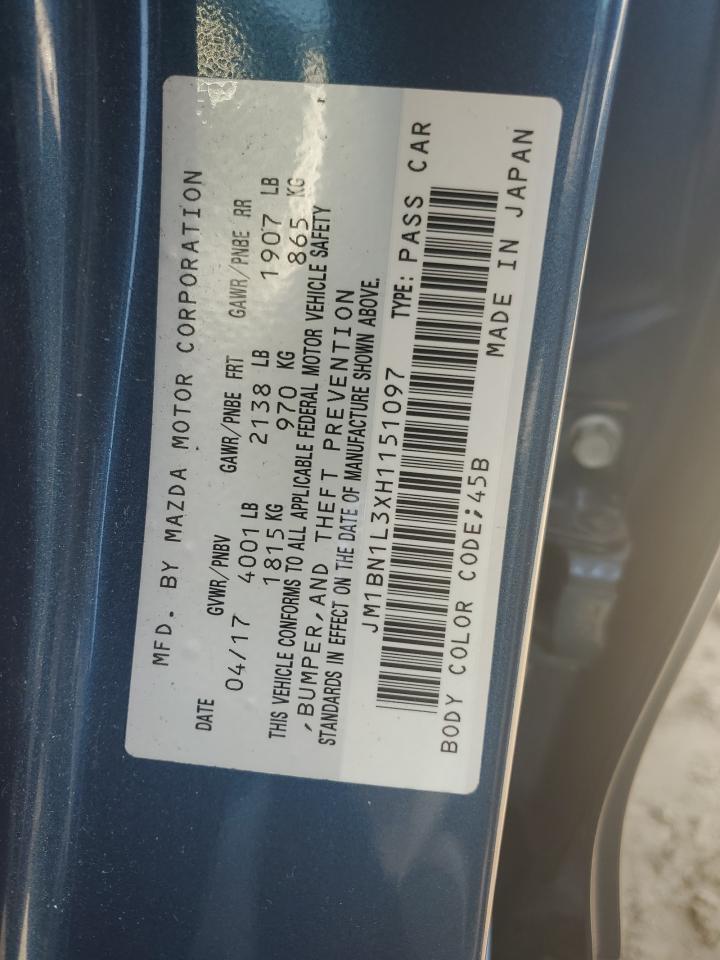 MFD. BY MAZDA MOTOR CORPORATION
DATE GVWR/PNBV GAWR/PNBE FRT GAWR/PNBE RR
04/17 4001 LB 2138 LB 1907 LB
1815 KG 970 KG 865 KG
THIS VEHICLE CONFORMS TO ALL APPLICABLE FEDERAL MOTOR VEHICLE SAFETY
,BUMPER,AND THEFT PREVENTION
STANDARDS IN EFFECT ON THE DATE OF MANUFACTURE SHOWN ABOVE.
JM1BN1L3XH1151097 TYPE: PASS CAR
BODY COLOR CODE;45B MADE IN JAPAN